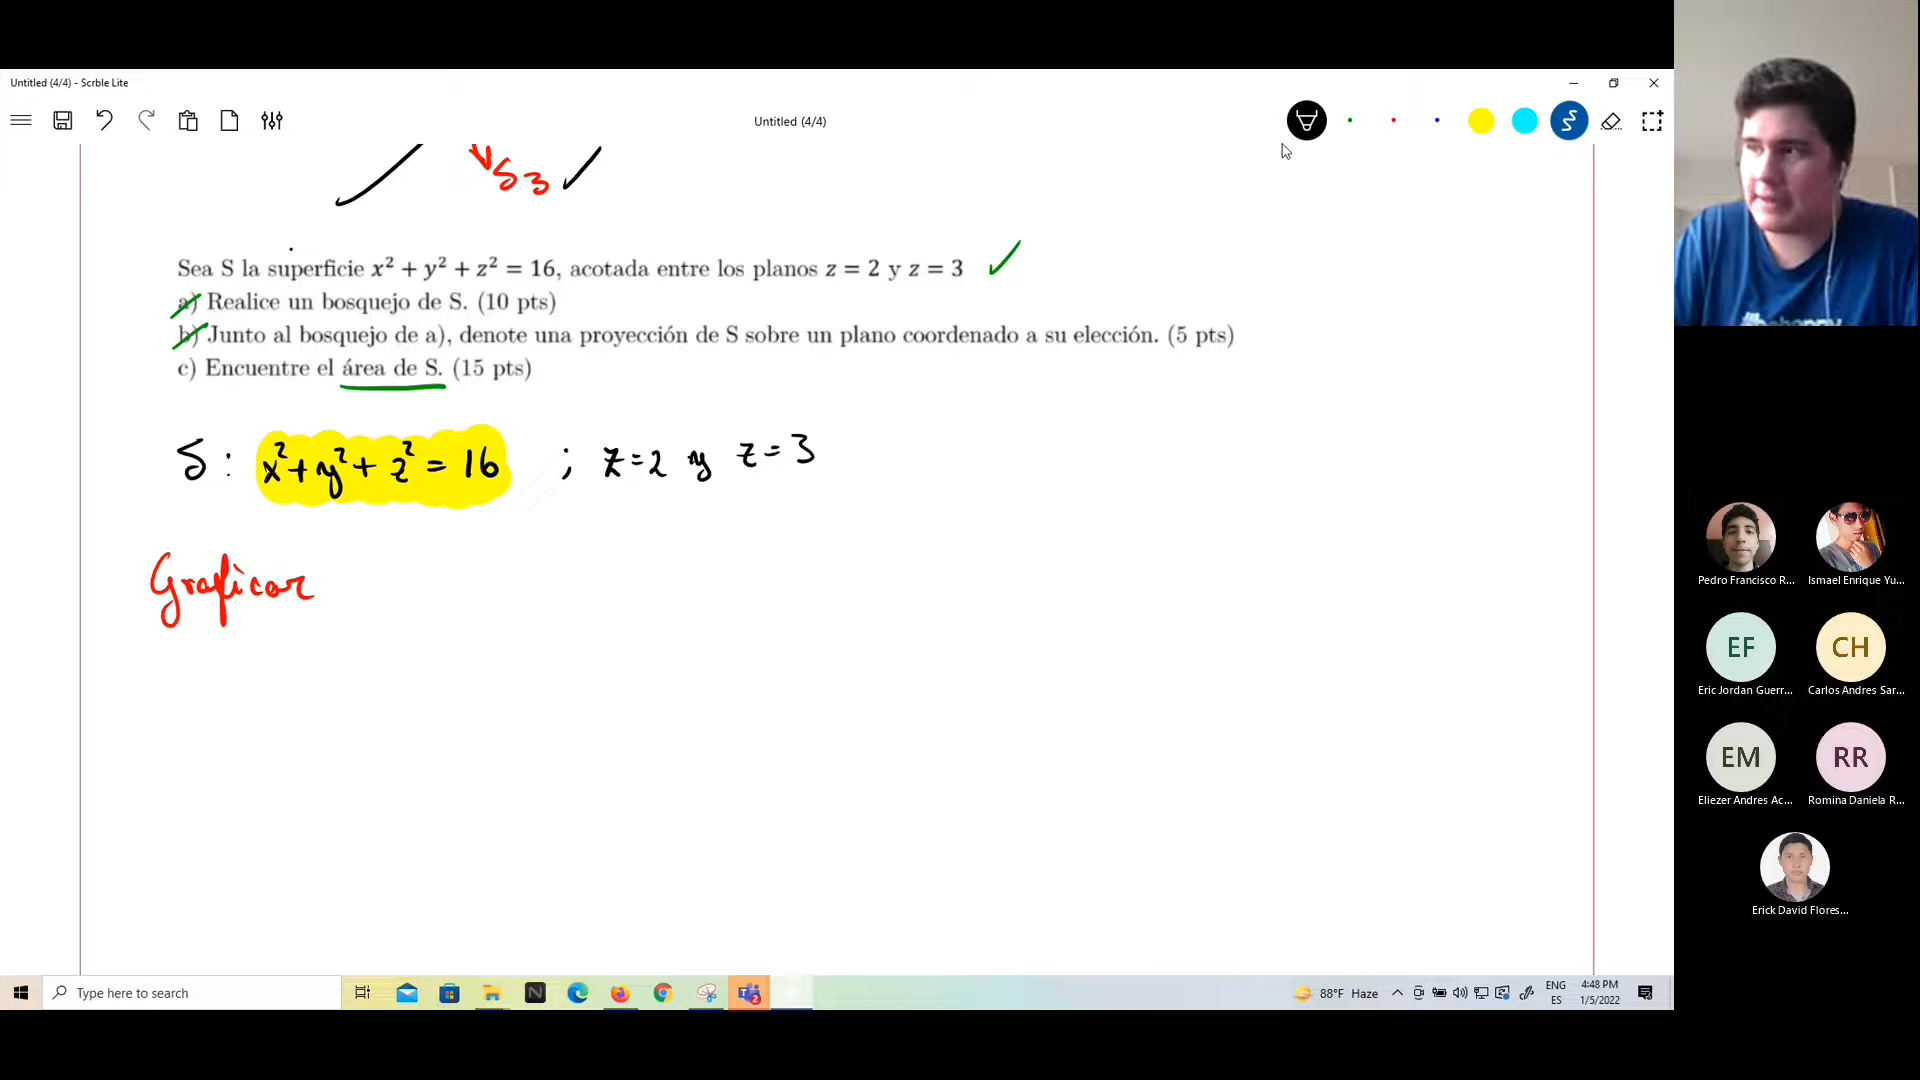 Untitled (4/4) - Scrble Lite
Untitled (4/4)
S3
Sea S la superficie x² + y² + z² = 16, acotada entre los planos z = 2 y z = 3
a) Realice un bosquejo de S. (10 pts)
b) Junto al bosquejo de a), denote una proyección de S sobre un plano coordenado a su elección. (5 pts)
c) Encuentre el área de S. (15 pts)
S : x² + y² + z² = 16 ; z = 2 y z = 3
Graficar
Pedro Francisco R...
Ismael Enrique Yu...
EF
CH
Eric Jordan Guerr...
Carlos Andres Sar...
EM
RR
Eliezer Andres Ac...
Romina Daniela R...
Erick David Flores...
Type here to search
N
2
88°F Haze
ENG
ES
4:48 PM
1/5/2022